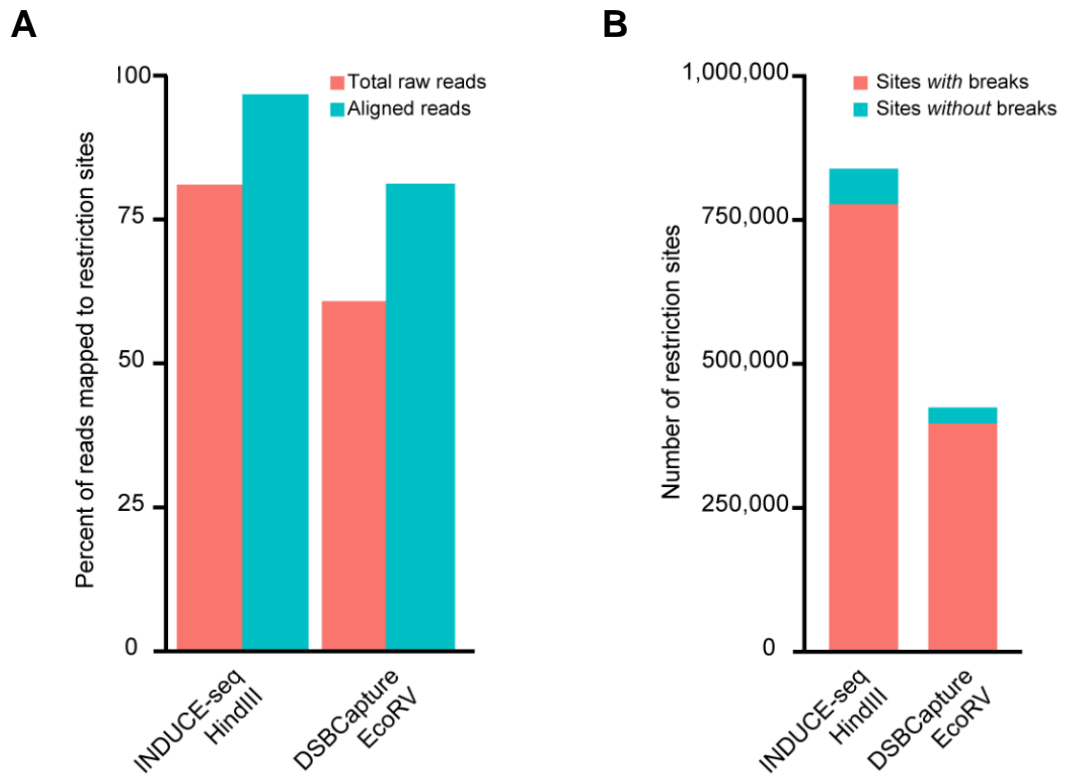 A
Percent of reads mapped to restriction sites
100
75
50
25
0
Total raw reads
Aligned reads
INDUCE-seq
HindIII
DSBCapture
EcoRV
B
Number of restriction sites
1,000,000
750,000
500,000
250,000
0
Sites with breaks
Sites without breaks
INDUCE-seq
HindIII
DSBCapture
EcoRV